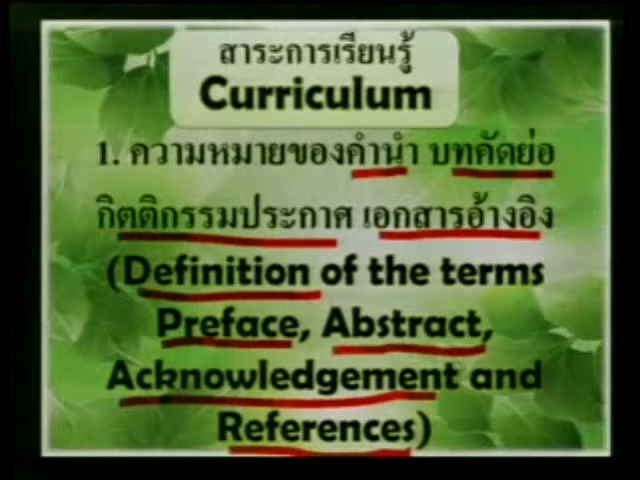 สาระการเรียนรู้
Curriculum
1. ความหมายของคำนำ บทคัดย่อ
กิตติกรรมประกาศ เอกสารอ้างอิง
(Definition of the terms
Preface, Abstract,
Acknowledgement and
References)